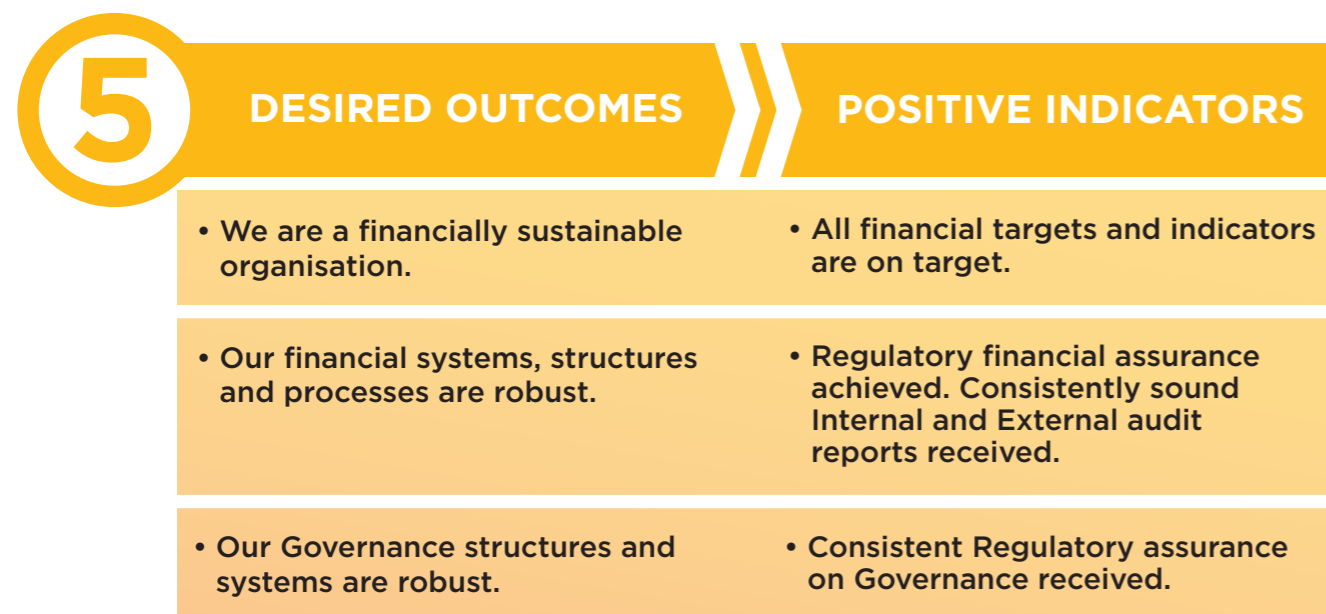 5
DESIRED OUTCOMES
POSITIVE INDICATORS
• We are a financially sustainable
organisation.
• All financial targets and indicators
are on target.
• Our financial systems, structures
and processes are robust.
• Regulatory financial assurance
achieved. Consistently sound
Internal and External audit
reports received.
• Our Governance structures and
systems are robust.
• Consistent Regulatory assurance
on Governance received.